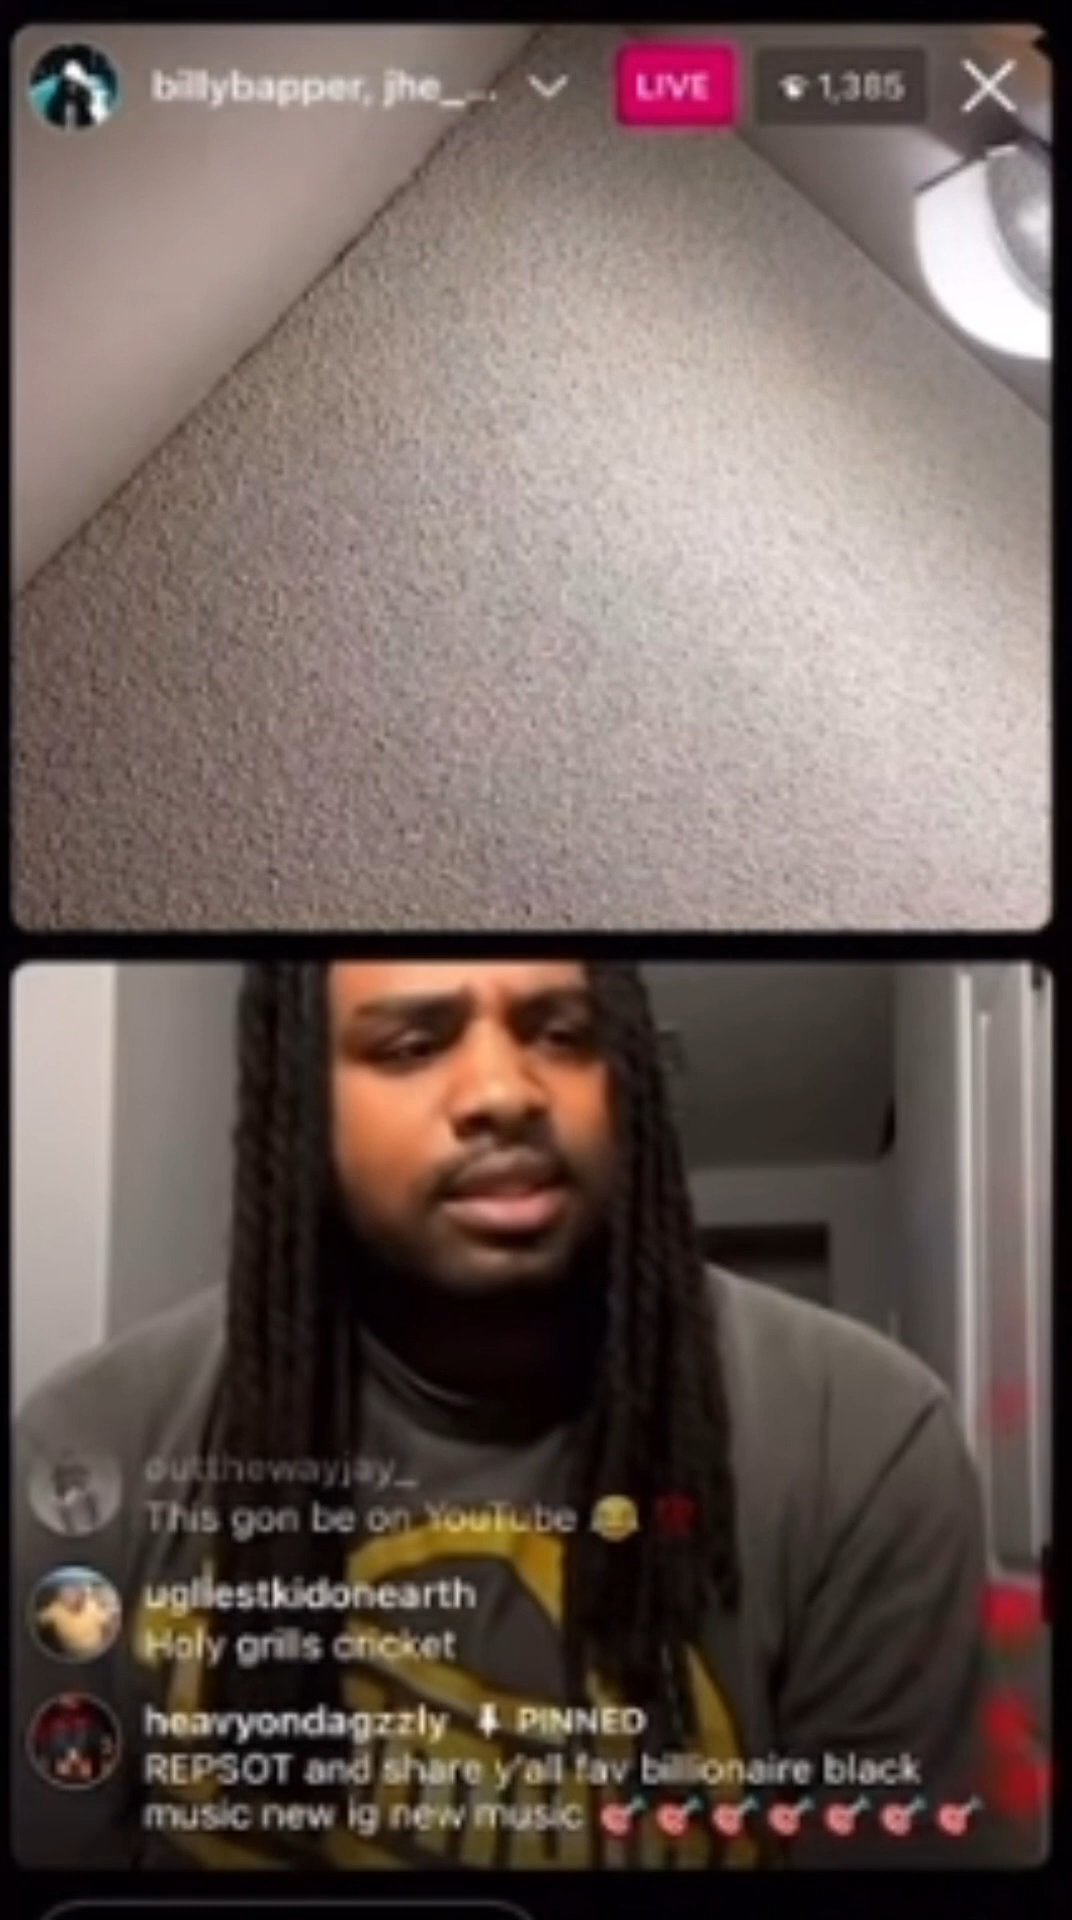 billybapper, jhe_...
LIVE
1,385
outthewayjay_
This gon be on YouTube 😂 💯
ugliestkidonearth
Holy grills cricket
heavyondagzzly PINNED
REPSOT and share y'all fav billionaire black
music new ig new music 🎯 🎯 🎯 🎯 🎯 🎯 🎯